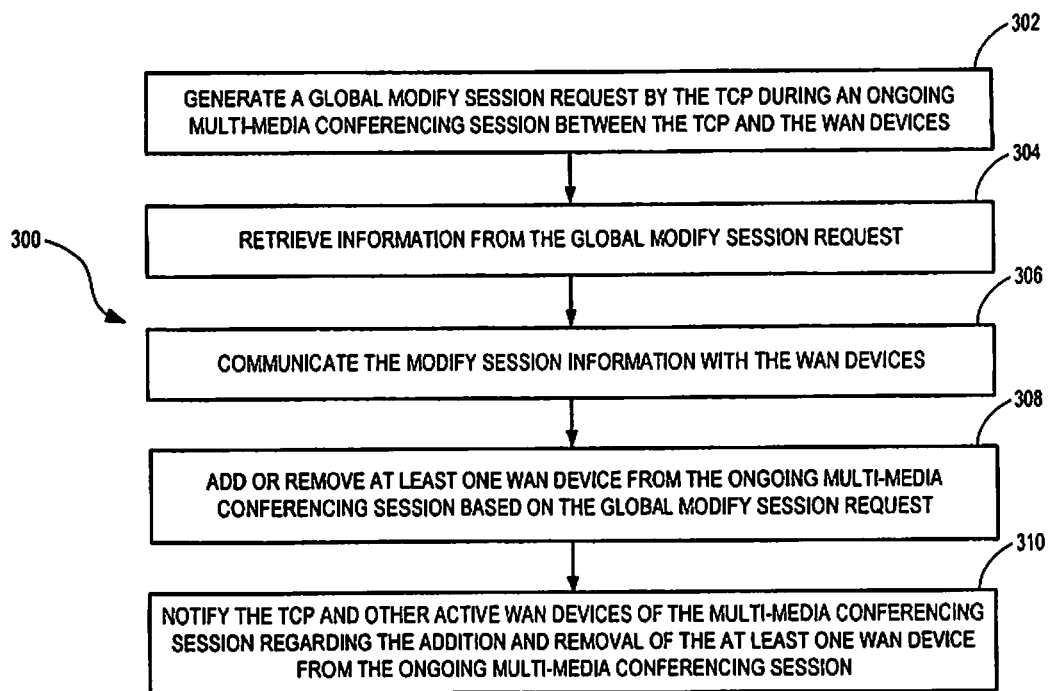 302
GENERATE A GLOBAL MODIFY SESSION REQUEST BY THE TCP DURING AN ONGOING
MULTI-MEDIA CONFERENCING SESSION BETWEEN THE TCP AND THE WAN DEVICES
304
RETRIEVE INFORMATION FROM THE GLOBAL MODIFY SESSION REQUEST
300
306
COMMUNICATE THE MODIFY SESSION INFORMATION WITH THE WAN DEVICES
308
ADD OR REMOVE AT LEAST ONE WAN DEVICE FROM THE ONGOING MULTI-MEDIA
CONFERENCING SESSION BASED ON THE GLOBAL MODIFY SESSION REQUEST
310
NOTIFY THE TCP AND OTHER ACTIVE WAN DEVICES OF THE MULTI-MEDIA CONFERENCING
SESSION REGARDING THE ADDITION AND REMOVAL OF THE AT LEAST ONE WAN DEVICE
FROM THE ONGOING MULTI-MEDIA CONFERENCING SESSION